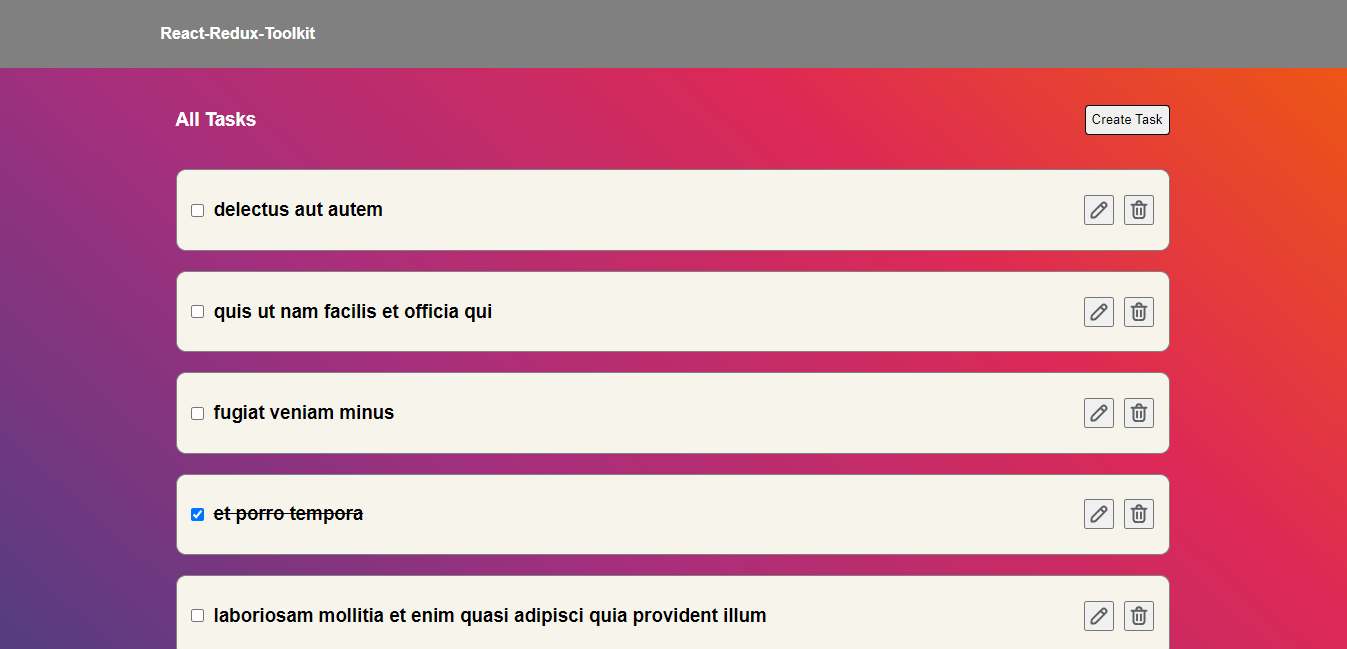 React-Redux-Toolkit
All Tasks
Create Task
delectus aut autem
quis ut nam facilis et officia qui
fugiat veniam minus
et porro tempora
laboriosam mollitia et enim quasi adipisci quia provident illum